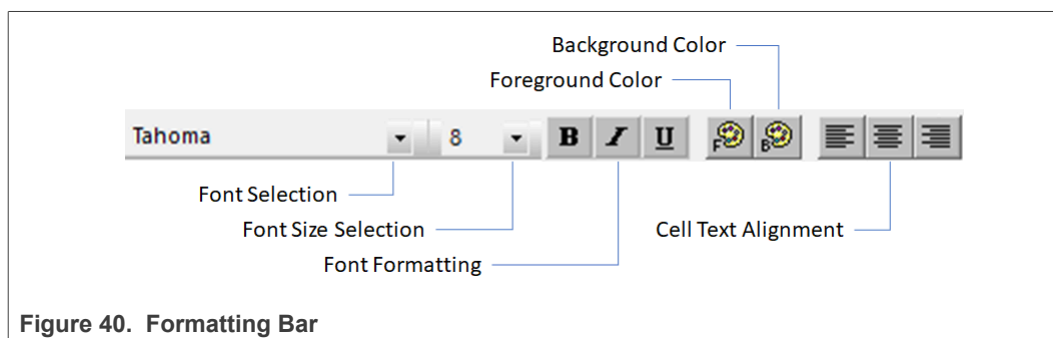 Background Color
Foreground Color
Tahoma 8 B I U F B
Font Selection
Font Size Selection Cell Text Alignment
Font Formatting
Figure 40. Formatting Bar